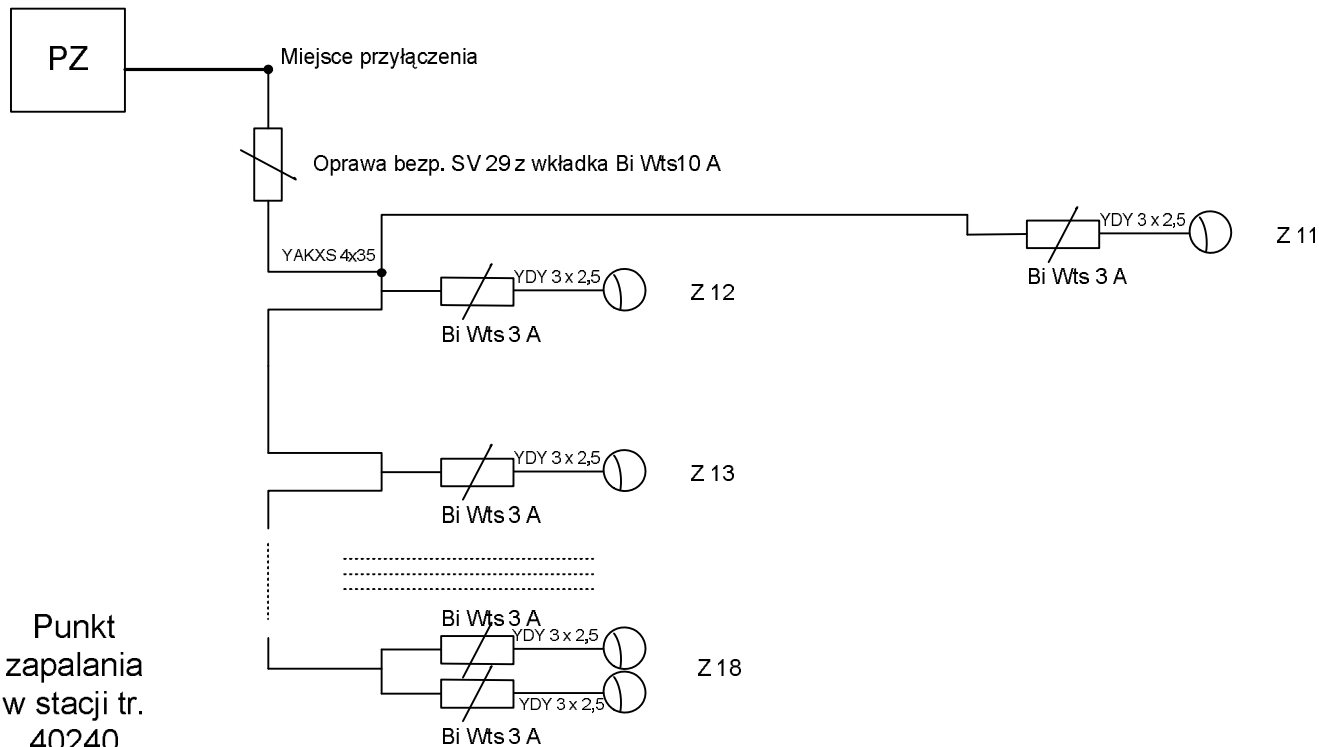 PZ
Miejsce przyłączenia
Oprawa bezp. SV 29 z wkładka Bi Wts10 A
YAKXS 4x35
YDY 3 x 2,5
Z 11
Bi Wts 3 A
YDY 3 x 2,5
Z 12
Bi Wts 3 A
YDY 3 x 2,5
Z 13
Bi Wts 3 A
Bi Wts 3 A
YDY 3 x 2,5
Z 18
YDY 3 x 2,5
Bi Wts 3 A
Punkt
zapalania
w stacji tr.
40240